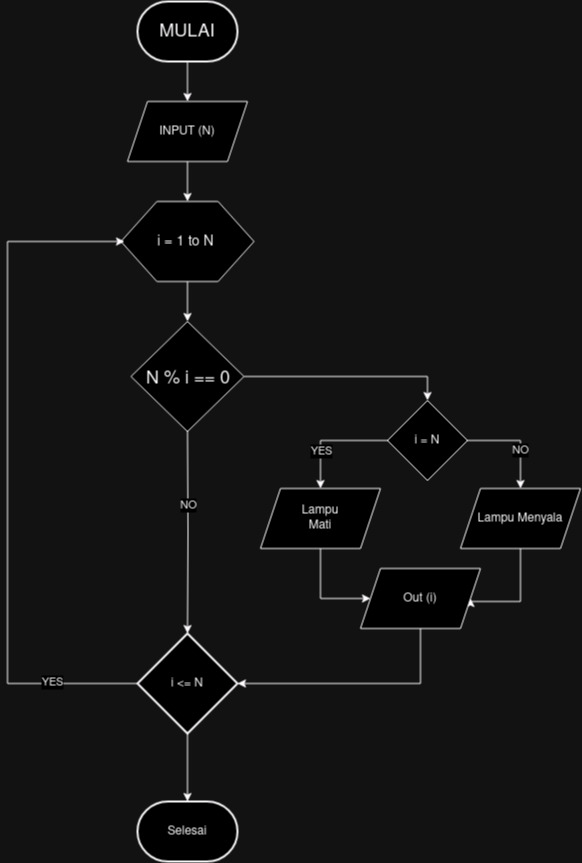 MULAI
INPUT (N)
i = 1 to N
N % i == 0
i = N
YES
NO
Lampu
Mati
Lampu Menyala
NO
Out (i)
i <= N
YES
Selesai